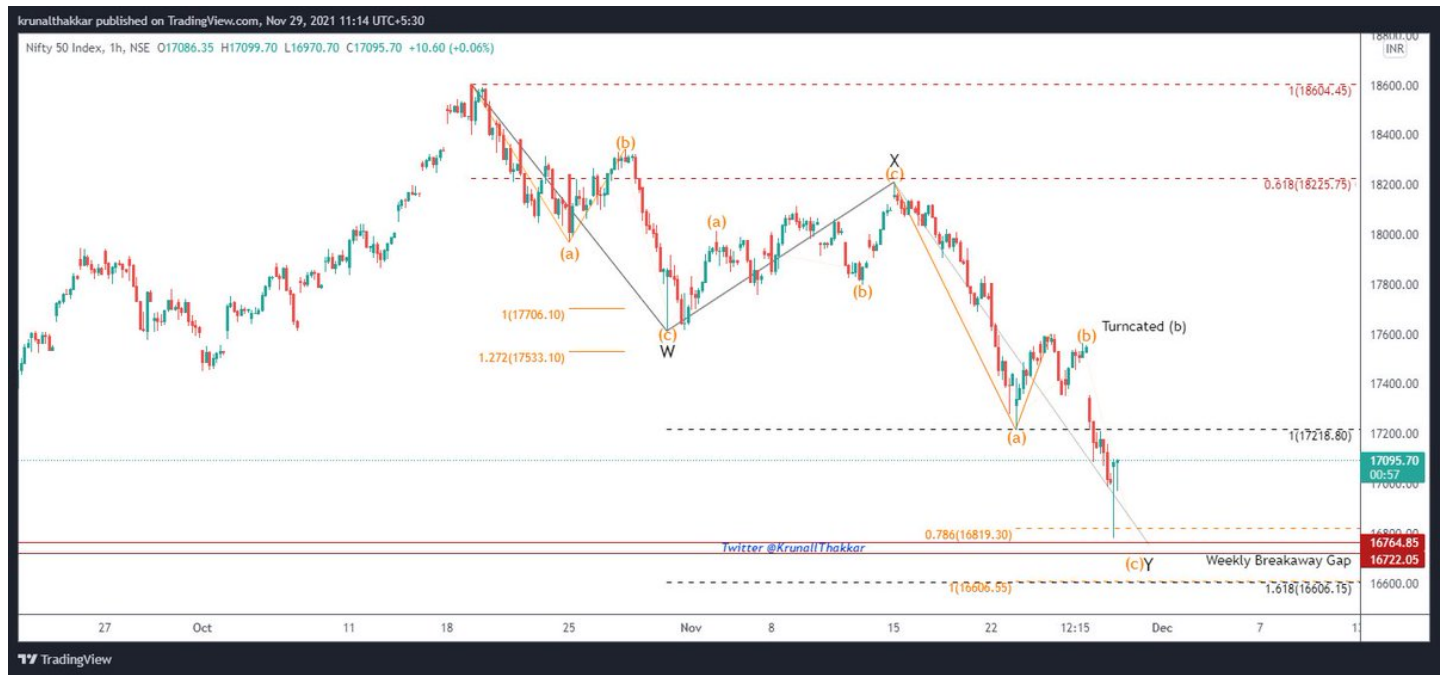 krunalthakkar published on TradingView.com, Nov 29, 2021 11:14 UTC+5:30
Nifty 50 Index, 1h, NSE O17086.35 H17099.70 L16970.70 C17095.70 +10.60 (+0.06%)
18800.00
INR
18600.00
1(18604.45)
18400.00
(b)
X
(c)
0.618(18225.75)
18200.00
(a)
18000.00
(a)
(b)
17800.00
1(17706.10)
(c)
W
(b)
Turncated (b)
17600.00
1.272(17533.10)
17400.00
(a)
1(17218.80)
17200.00
17095.70
00:57
17000.00
0.786(16819.30)
16800.00
16764.85
Twitter @KrunallThakkar
(c)Y
Weekly Breakaway Gap
16722.05
1(16606.55)
1.618(16606.15)
16600.00
27 Oct 11 18 25 Nov 8 15 22 12:15 Dec 7
TradingView